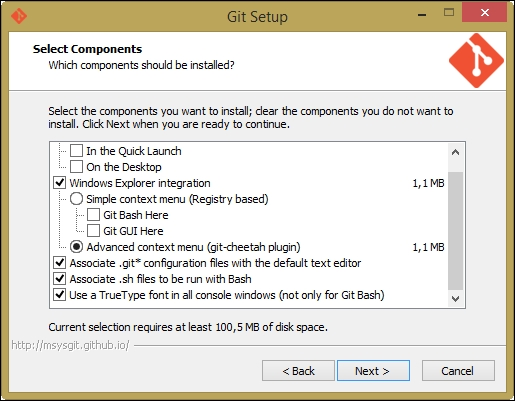 Git Setup
Select Components
Which components should be installed?
Select the components you want to install; clear the components you do not want to
install. Click Next when you are ready to continue.
In the Quick Launch
On the Desktop
Windows Explorer integration 1,1 MB
Simple context menu (Registry based)
Git Bash Here
Git GUI Here
Advanced context menu (git-cheetah plugin) 1,1 MB
Associate .git* configuration files with the default text editor
Associate .sh files to be run with Bash
Use a TrueType font in all console windows (not only for Git Bash)
Current selection requires at least 100,5 MB of disk space.
http://msysgit.github.io/
< Back Next > Cancel